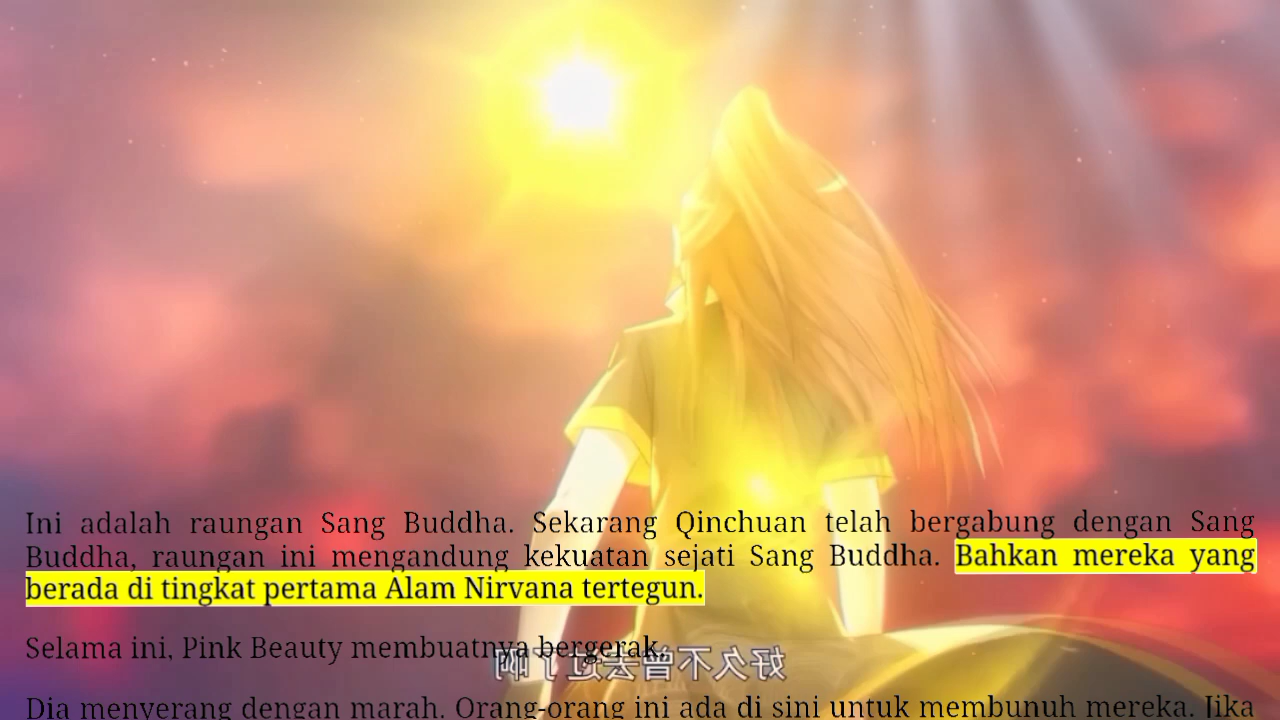 Ini adalah raungan Sang Buddha. Sekarang Qinchuan telah bergabung dengan Sang
Buddha, raungan ini mengandung kekuatan sejati Sang Buddha. Bahkan mereka yang
berada di tingkat pertama Alam Nirvana tertegun.
Selama ini, Pink Beauty membuatnya bergerak.
好久不曾去过了啊
Dia menyerang dengan marah. Orang-orang ini ada di sini untuk membunuh mereka. Jika